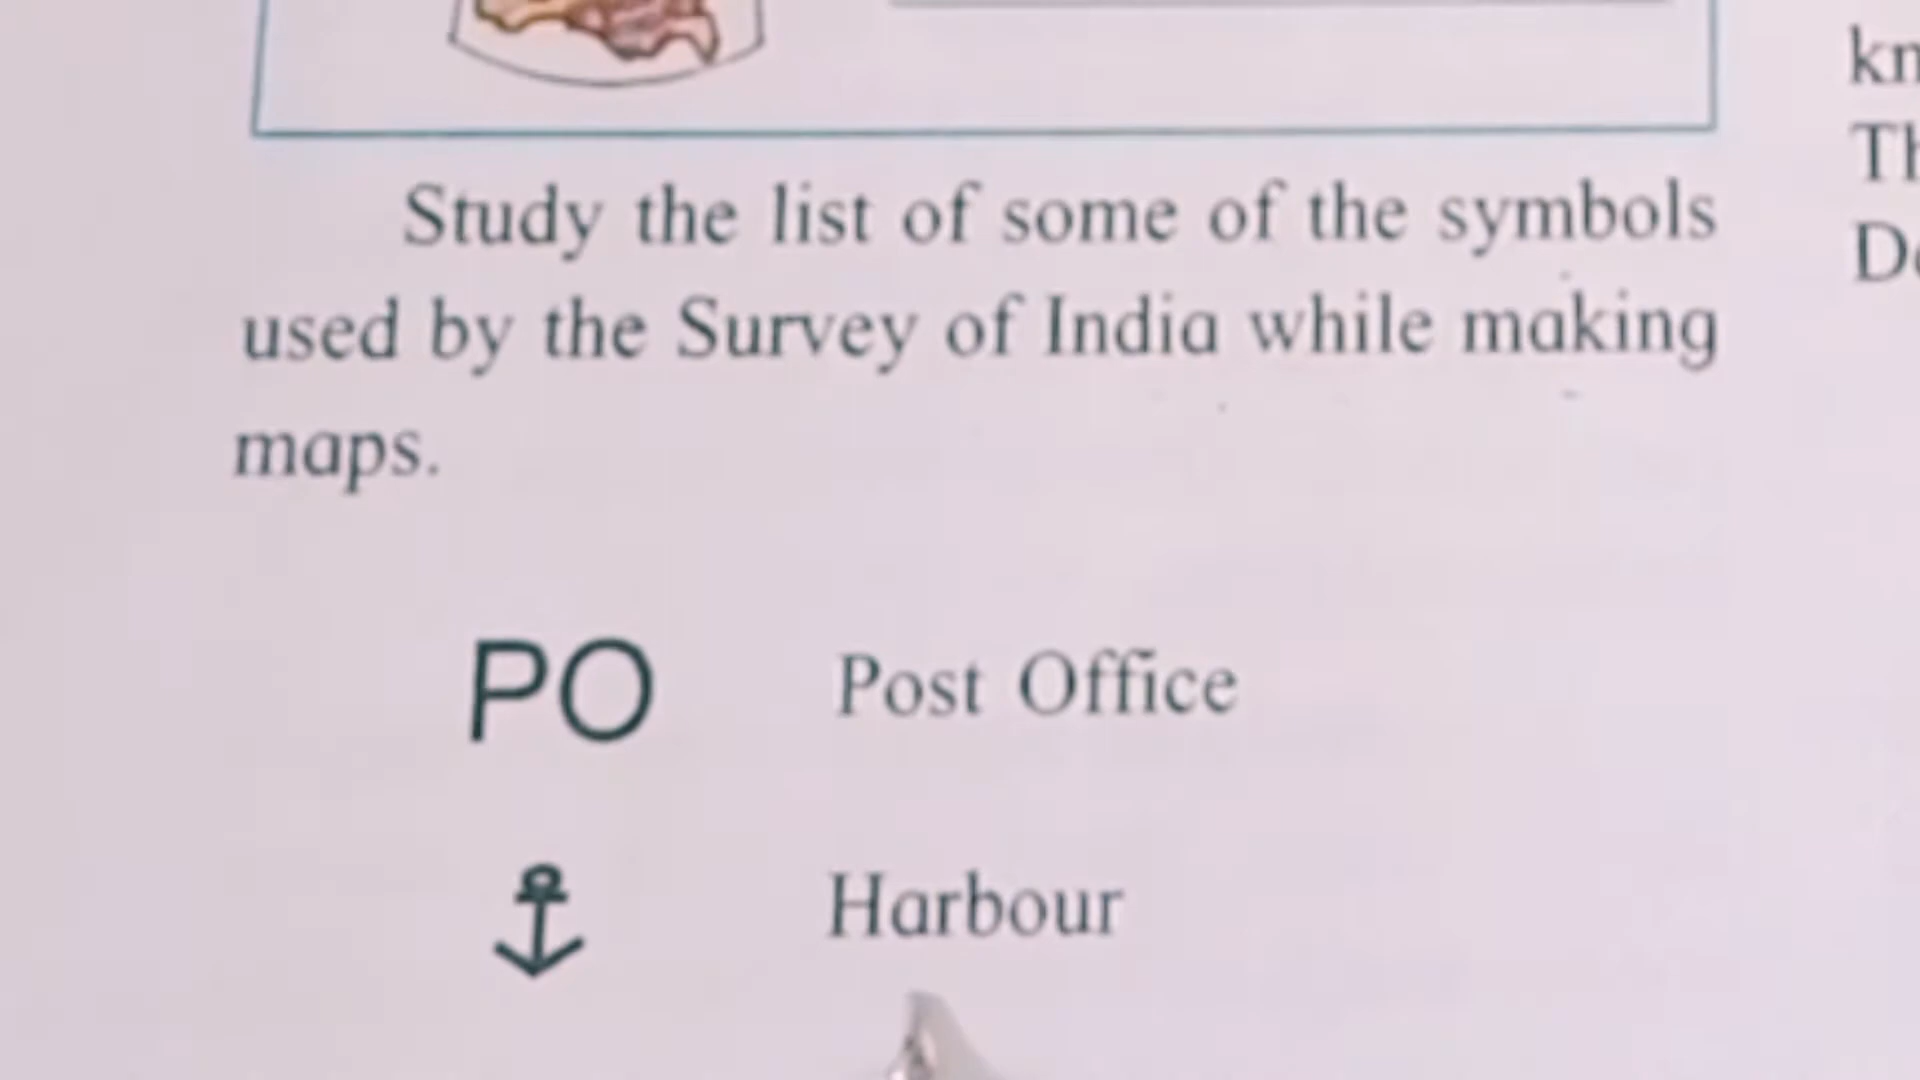 Study the list of some of the symbols
used by the Survey of India while making
maps.
PO Post Office
Harbour